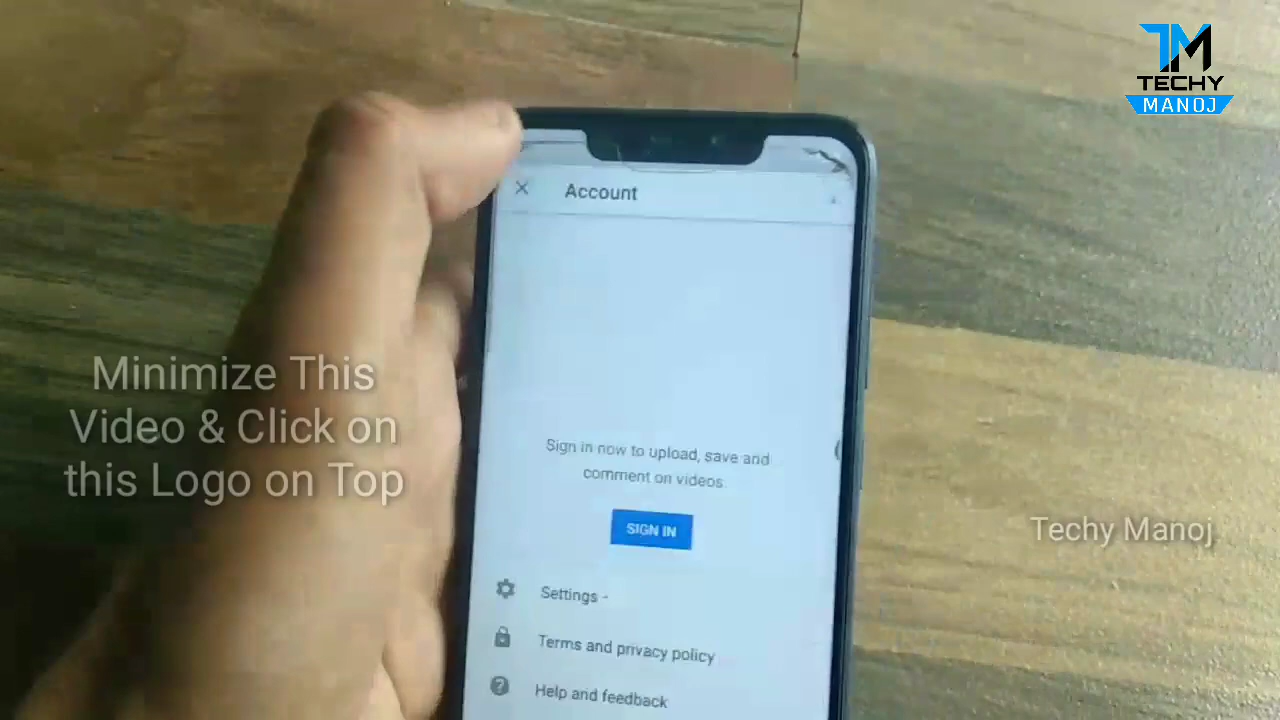 TM
TECHY
MANOJ
Account
Minimize This
Video & Click on
this Logo on Top
Sign in now to upload, save and
comment on videos.
SIGN IN
Techy Manoj
Settings -
Terms and privacy policy
Help and feedback